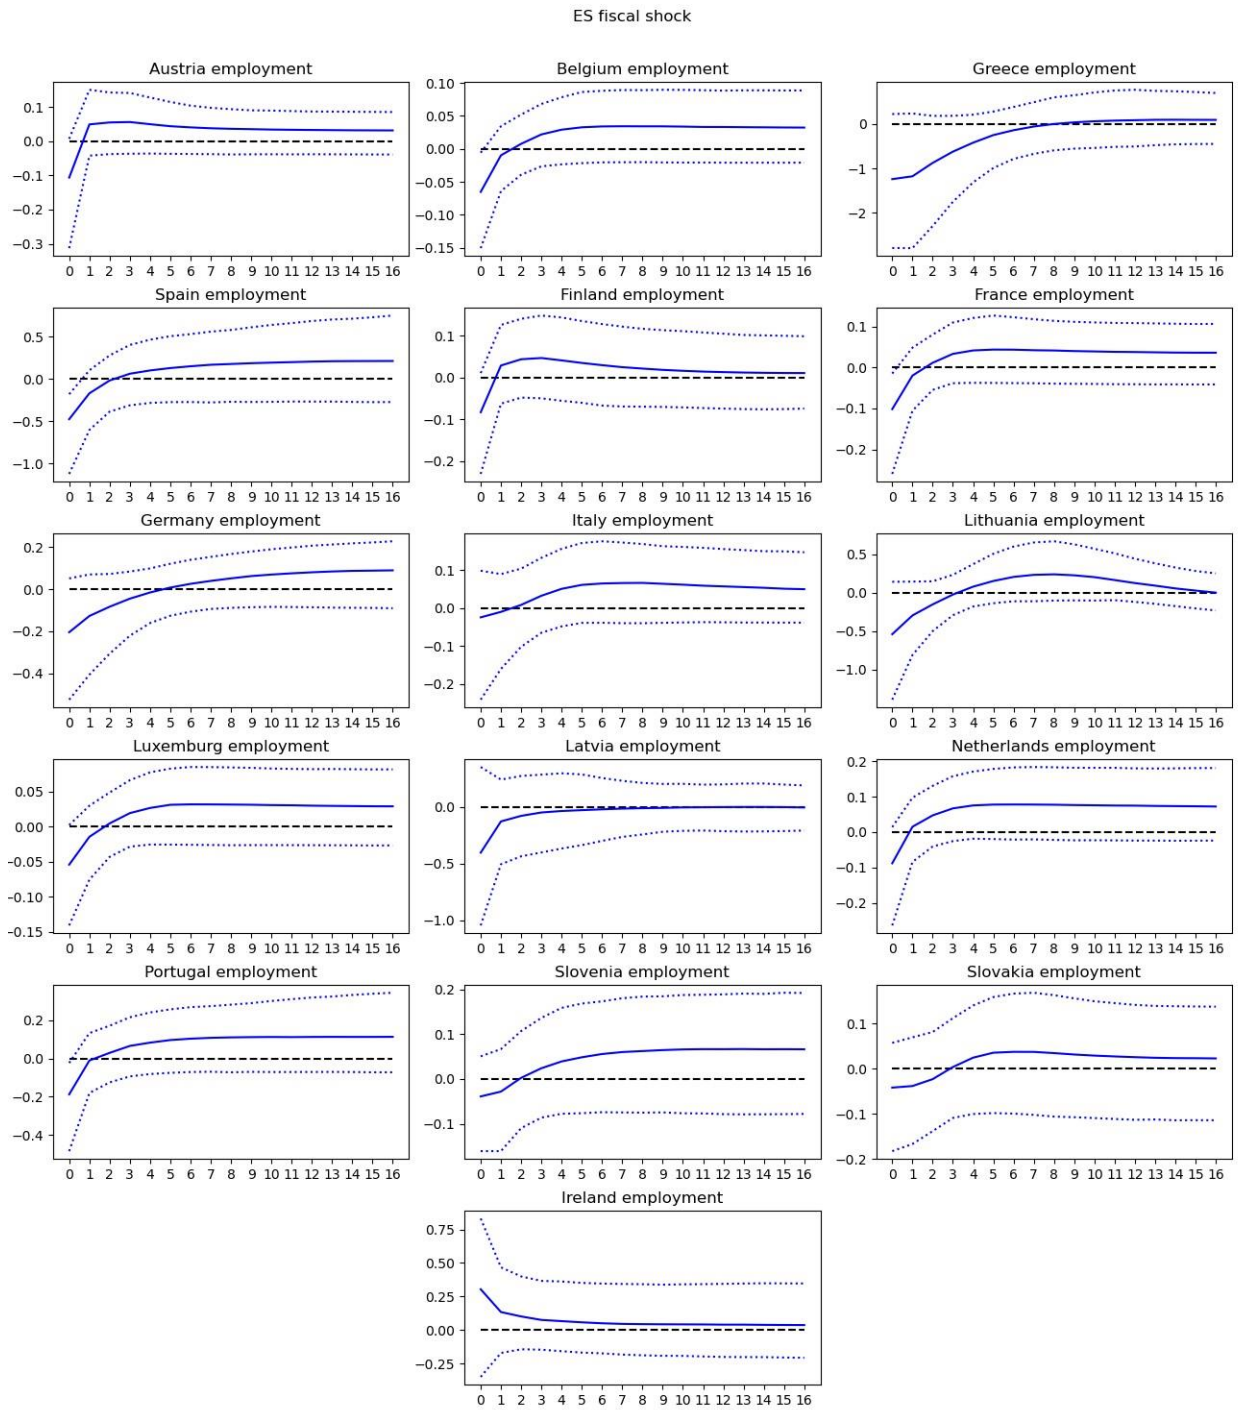 ES fiscal shock
Austria employment
0.1
0.0
−0.1
−0.2
−0.3
0 1 2 3 4 5 6 7 8 9 10 11 12 13 14 15 16
Belgium employment
0.10
0.05
0.00
−0.05
−0.10
−0.15
0 1 2 3 4 5 6 7 8 9 10 11 12 13 14 15 16
Greece employment
0
−1
−2
0 1 2 3 4 5 6 7 8 9 10 11 12 13 14 15 16
Spain employment
0.5
0.0
−0.5
−1.0
0 1 2 3 4 5 6 7 8 9 10 11 12 13 14 15 16
Finland employment
0.1
0.0
−0.1
−0.2
0 1 2 3 4 5 6 7 8 9 10 11 12 13 14 15 16
France employment
0.1
0.0
−0.1
−0.2
0 1 2 3 4 5 6 7 8 9 10 11 12 13 14 15 16
Germany employment
0.2
0.0
−0.2
−0.4
0 1 2 3 4 5 6 7 8 9 10 11 12 13 14 15 16
Italy employment
0.1
0.0
−0.1
−0.2
0 1 2 3 4 5 6 7 8 9 10 11 12 13 14 15 16
Lithuania employment
0.5
0.0
−0.5
−1.0
0 1 2 3 4 5 6 7 8 9 10 11 12 13 14 15 16
Luxemburg employment
0.05
0.00
−0.05
−0.10
−0.15
0 1 2 3 4 5 6 7 8 9 10 11 12 13 14 15 16
Latvia employment
0.0
−0.5
−1.0
0 1 2 3 4 5 6 7 8 9 10 11 12 13 14 15 16
Netherlands employment
0.2
0.1
0.0
−0.1
−0.2
0 1 2 3 4 5 6 7 8 9 10 11 12 13 14 15 16
Portugal employment
0.2
0.0
−0.2
−0.4
0 1 2 3 4 5 6 7 8 9 10 11 12 13 14 15 16
Slovenia employment
0.2
0.1
0.0
−0.1
0 1 2 3 4 5 6 7 8 9 10 11 12 13 14 15 16
Slovakia employment
0.1
0.0
−0.1
−0.2
0 1 2 3 4 5 6 7 8 9 10 11 12 13 14 15 16
Ireland employment
0.75
0.50
0.25
0.00
−0.25
0 1 2 3 4 5 6 7 8 9 10 11 12 13 14 15 16